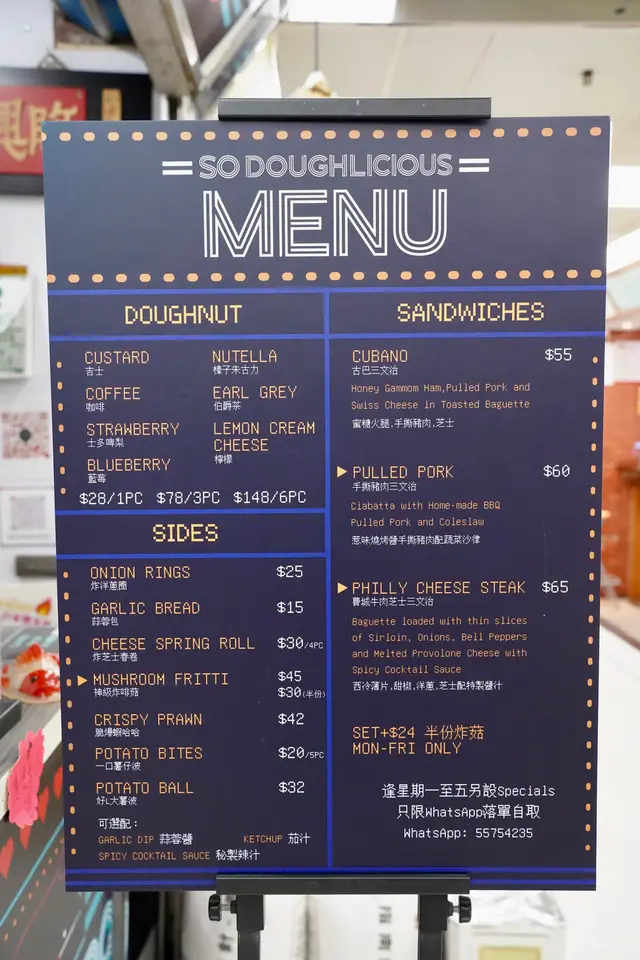 SO DOUGHLICIOUS
MENU
DOUGHNUT
CUSTARD
吉士
NUTELLA
榛子朱古力
COFFEE
咖啡
EARL GREY
伯爵茶
STRAWBERRY
士多啤梨
LEMON CREAM
CHEESE
檸檬
BLUEBERRY
藍莓
$28/1PC $78/3PC $148/6PC
SIDES
ONION RINGS $25
炸洋蔥圈
GARLIC BREAD $15
蒜蓉包
CHEESE SPRING ROLL $30/4PC
炸芝士春卷
MUSHROOM FRITTI $45
神級炸啡菇 $30(半份)
CRISPY PRAWN $42
脆爆蝦哈哈
POTATO BITES $20/5PC
一口薯仔波
POTATO BALL $32
好L大薯波
可選配：
GARLIC DIP 蒜蓉醬 KETCHUP 茄汁
SPICY COCKTAIL SAUCE 秘製辣汁
SANDWICHES
CUBANO $55
古巴三文治
Honey Gammom Ham,Pulled Pork and
Swiss Cheese in Toasted Baguette
蜜糖火腿,手撕豬肉,芝士
PULLED PORK $60
手撕豬肉三文治
Ciabatta with Home-made BBQ
Pulled Pork and Coleslaw
惹味燒烤醬手撕豬肉配蔬菜沙律
PHILLY CHEESE STEAK $65
費城牛肉芝士三文治
Baguette loaded with thin slices
of Sirloin, Onions, Bell Peppers
and Melted Provolone Cheese with
Spicy Cocktail Sauce
西冷薄片,甜椒,洋蔥,芝士配特製醬汁
SET+$24 半份炸菇
MON-FRI ONLY
逢星期一至五另設Specials
只限WhatsApp落單自取
WhatsApp: 55754235